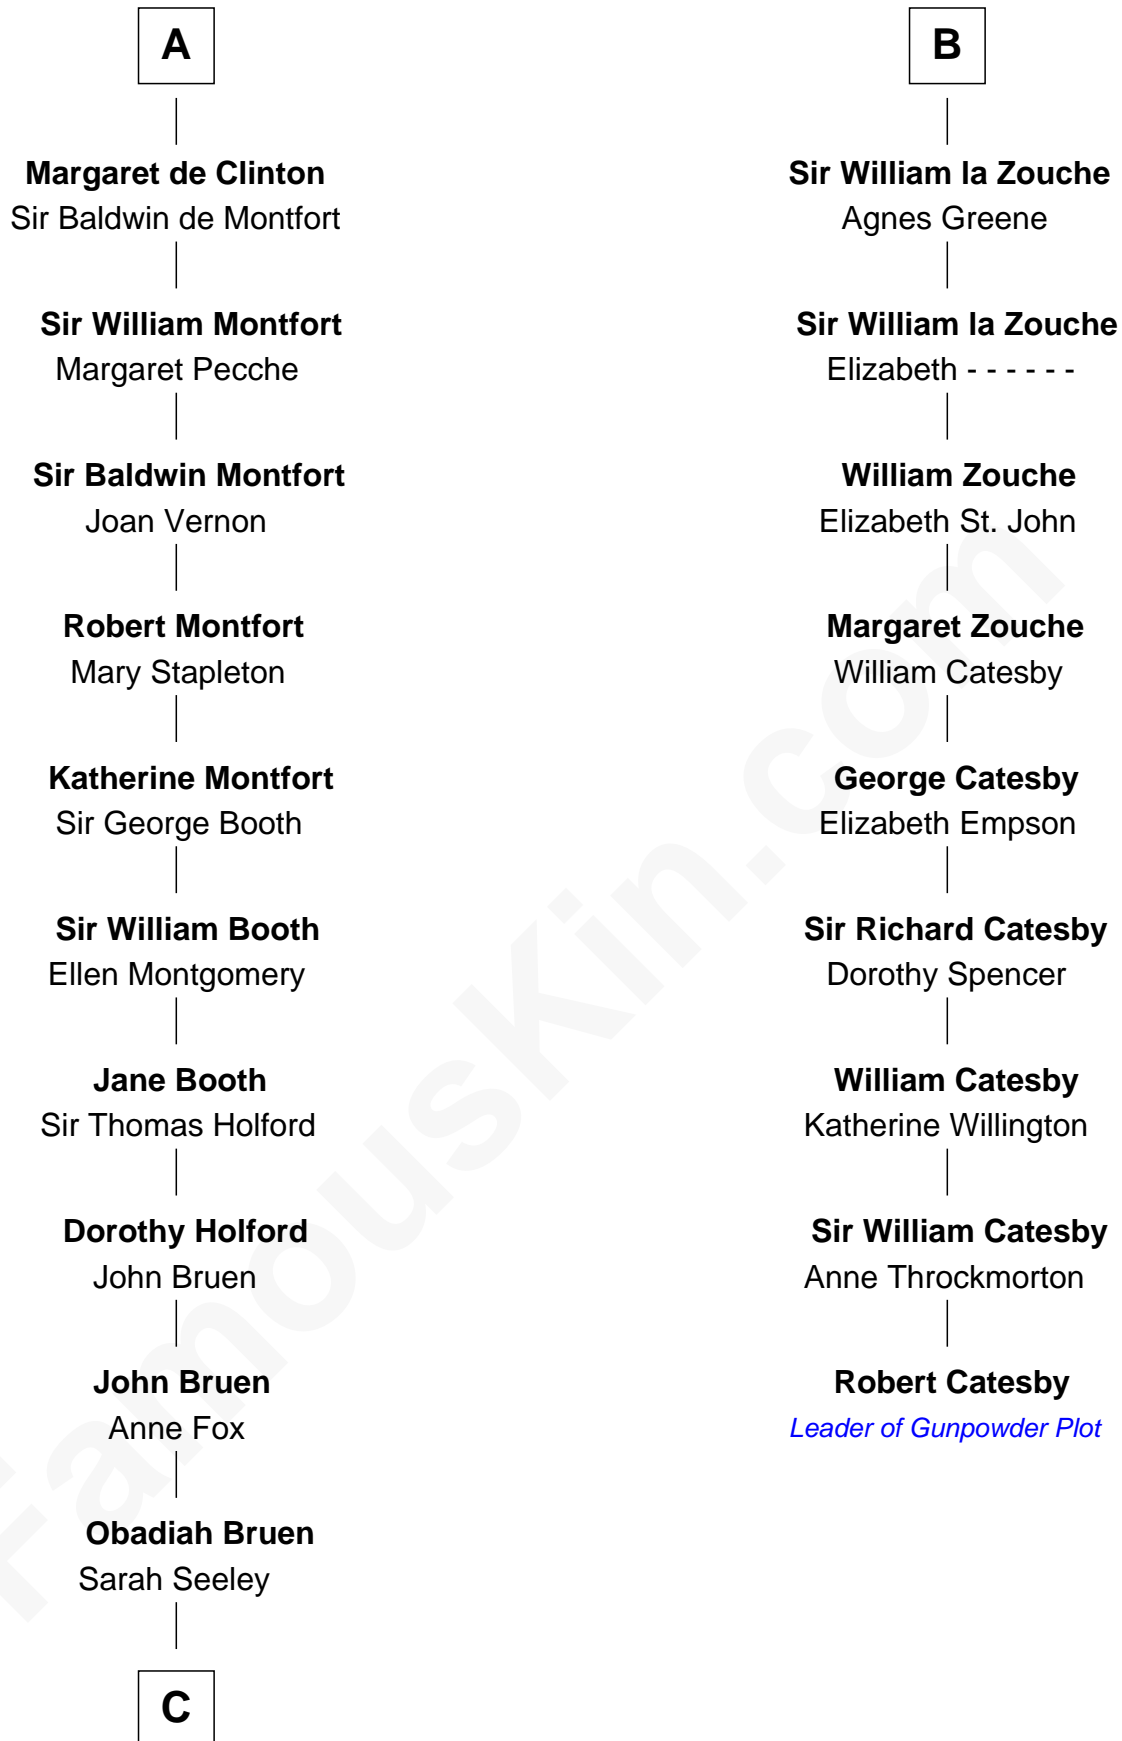 A
Margaret de Clinton
Sir Baldwin de Montfort
Sir William Montfort
Margaret Pecche
Sir Baldwin Montfort
Joan Vernon
Robert Montfort
Mary Stapleton
Katherine Montfort
Sir George Booth
Sir William Booth
Ellen Montgomery
Jane Booth
Sir Thomas Holford
Dorothy Holford
John Bruen
John Bruen
Anne Fox
Obadiah Bruen
Sarah Seeley
C
B
Sir William la Zouche
Agnes Greene
Sir William la Zouche
Elizabeth - - - - - -
William Zouche
Elizabeth St. John
Margaret Zouche
William Catesby
George Catesby
Elizabeth Empson
Sir Richard Catesby
Dorothy Spencer
William Catesby
Katherine Willington
Sir William Catesby
Anne Throckmorton
Robert Catesby
Leader of Gunpowder Plot
FamousKin.com